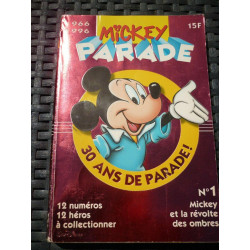 1966
1996
15F
MICKEY
PARADE
30 ANS DE PARADE!
12 numéros
12 héros
à collectionner
N°1
Mickey
et la révolte
des ombres